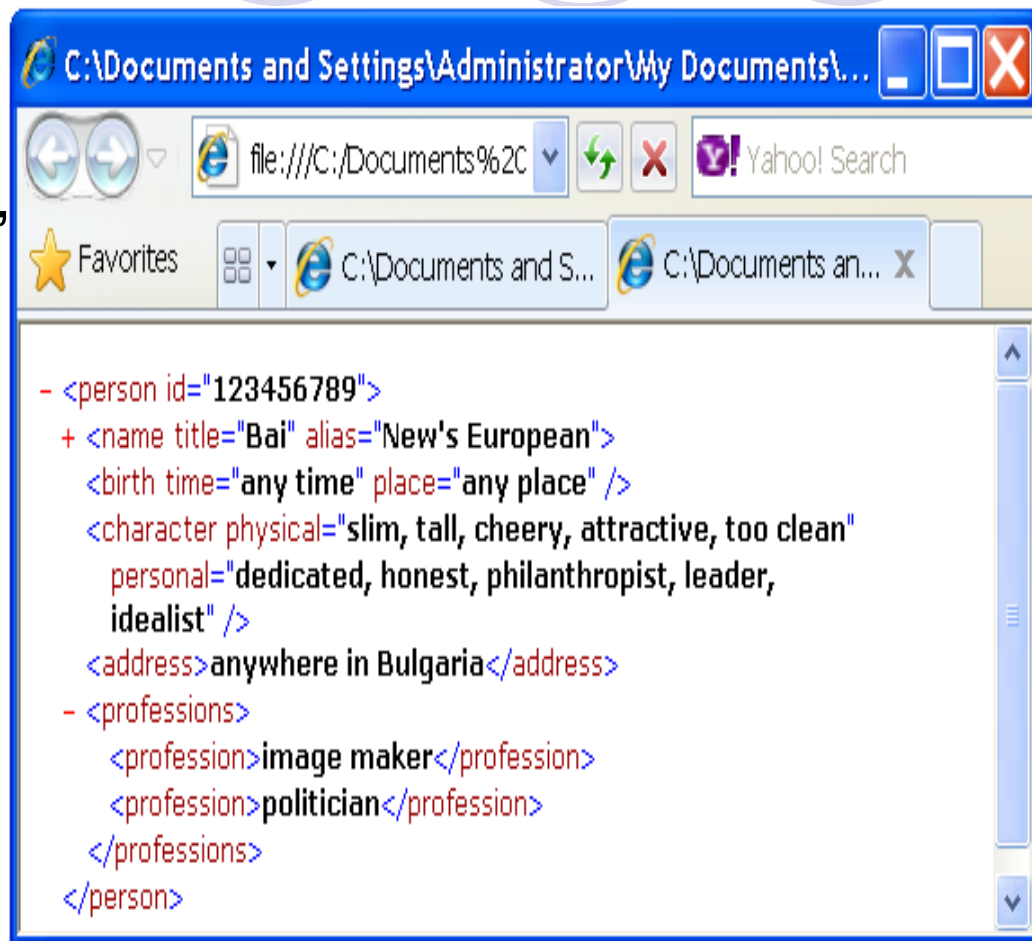 C:\Documents and Settings\Administrator\My Documents\...
file:///C:/Documents%2C
Y! Yahoo! Search
,
Favorites
C:\Documents and S...
C:\Documents an... X
- <person id="123456789">
+ <name title="Bai" alias="New's European">
<birth time="any time" place="any place" />
<character physical="slim, tall, cheery, attractive, too clean"
personal="dedicated, honest, philanthropist, leader,
idealist" />
<address>anywhere in Bulgaria</address>
- <professions>
<profession>image maker</profession>
<profession>politician</profession>
</professions>
</person>